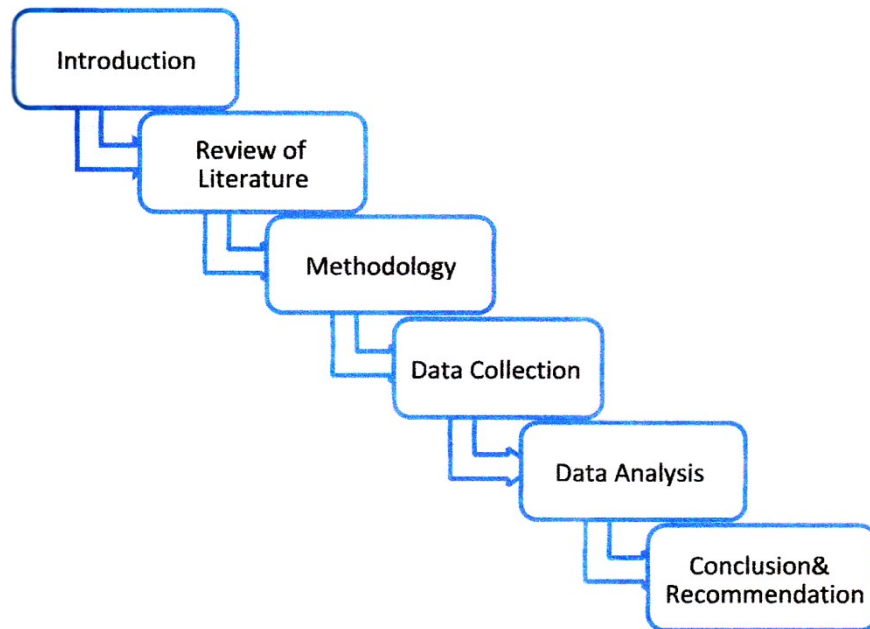 Introduction
Review of
Literature
Methodology
Data Collection
Data Analysis
Conclusion&
Recommendation